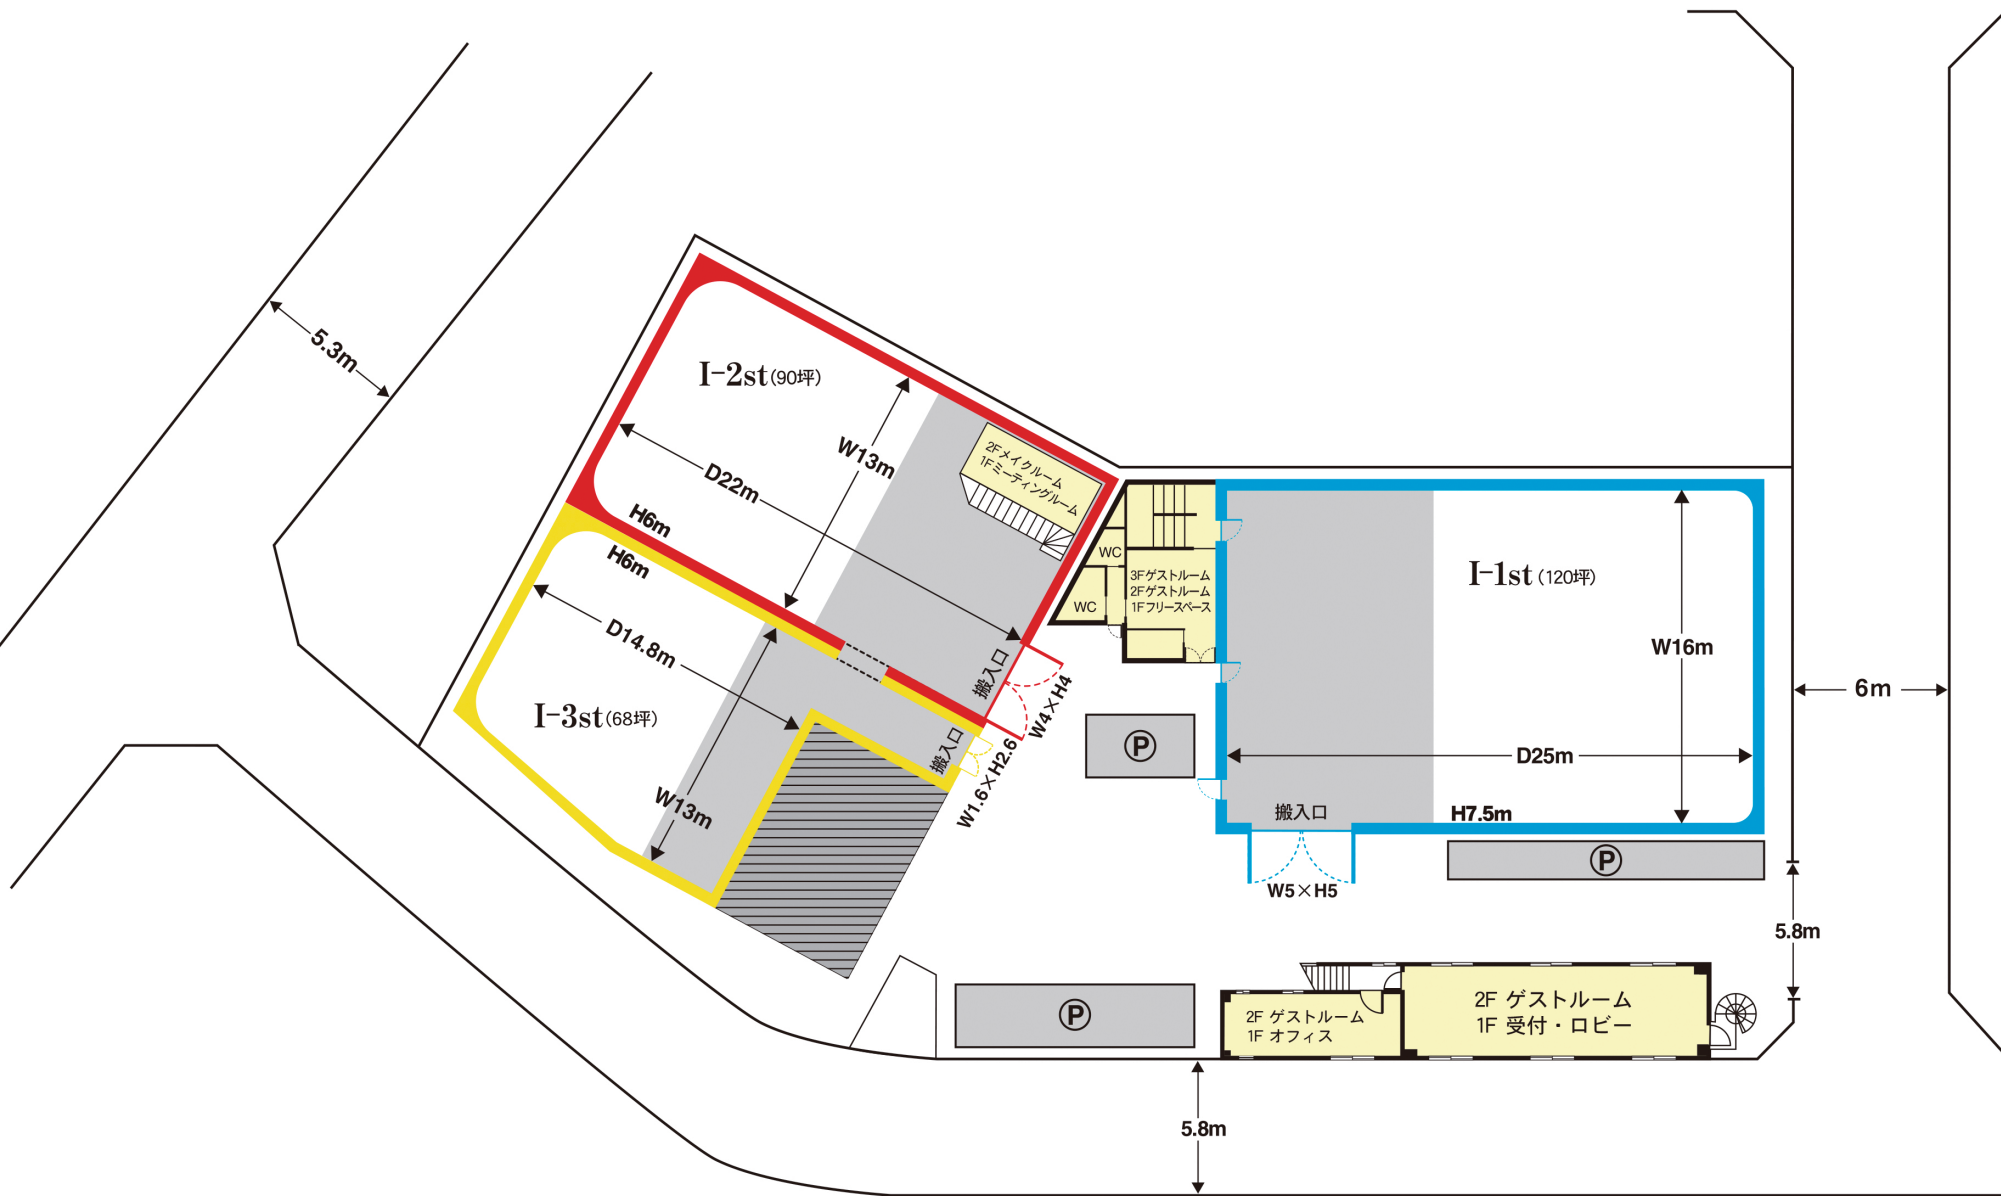 5.3m
I-2st(90坪)
W13m
D22m
H6m
2Fメイクルーム
1Fミーティングルーム
搬入口
W4×H4
H6m
D14.8m
I-3st(68坪)
W13m
搬入口
W1.6×H2.6
WC
WC
3Fゲストルーム
2Fゲストルーム
1Fフリースペース
I-1st(120坪)
W16m
D25m
H7.5m
搬入口
W5×H5
P
P
P
6m
5.8m
2F ゲストルーム
1F オフィス
2F ゲストルーム
1F 受付・ロビー
5.8m